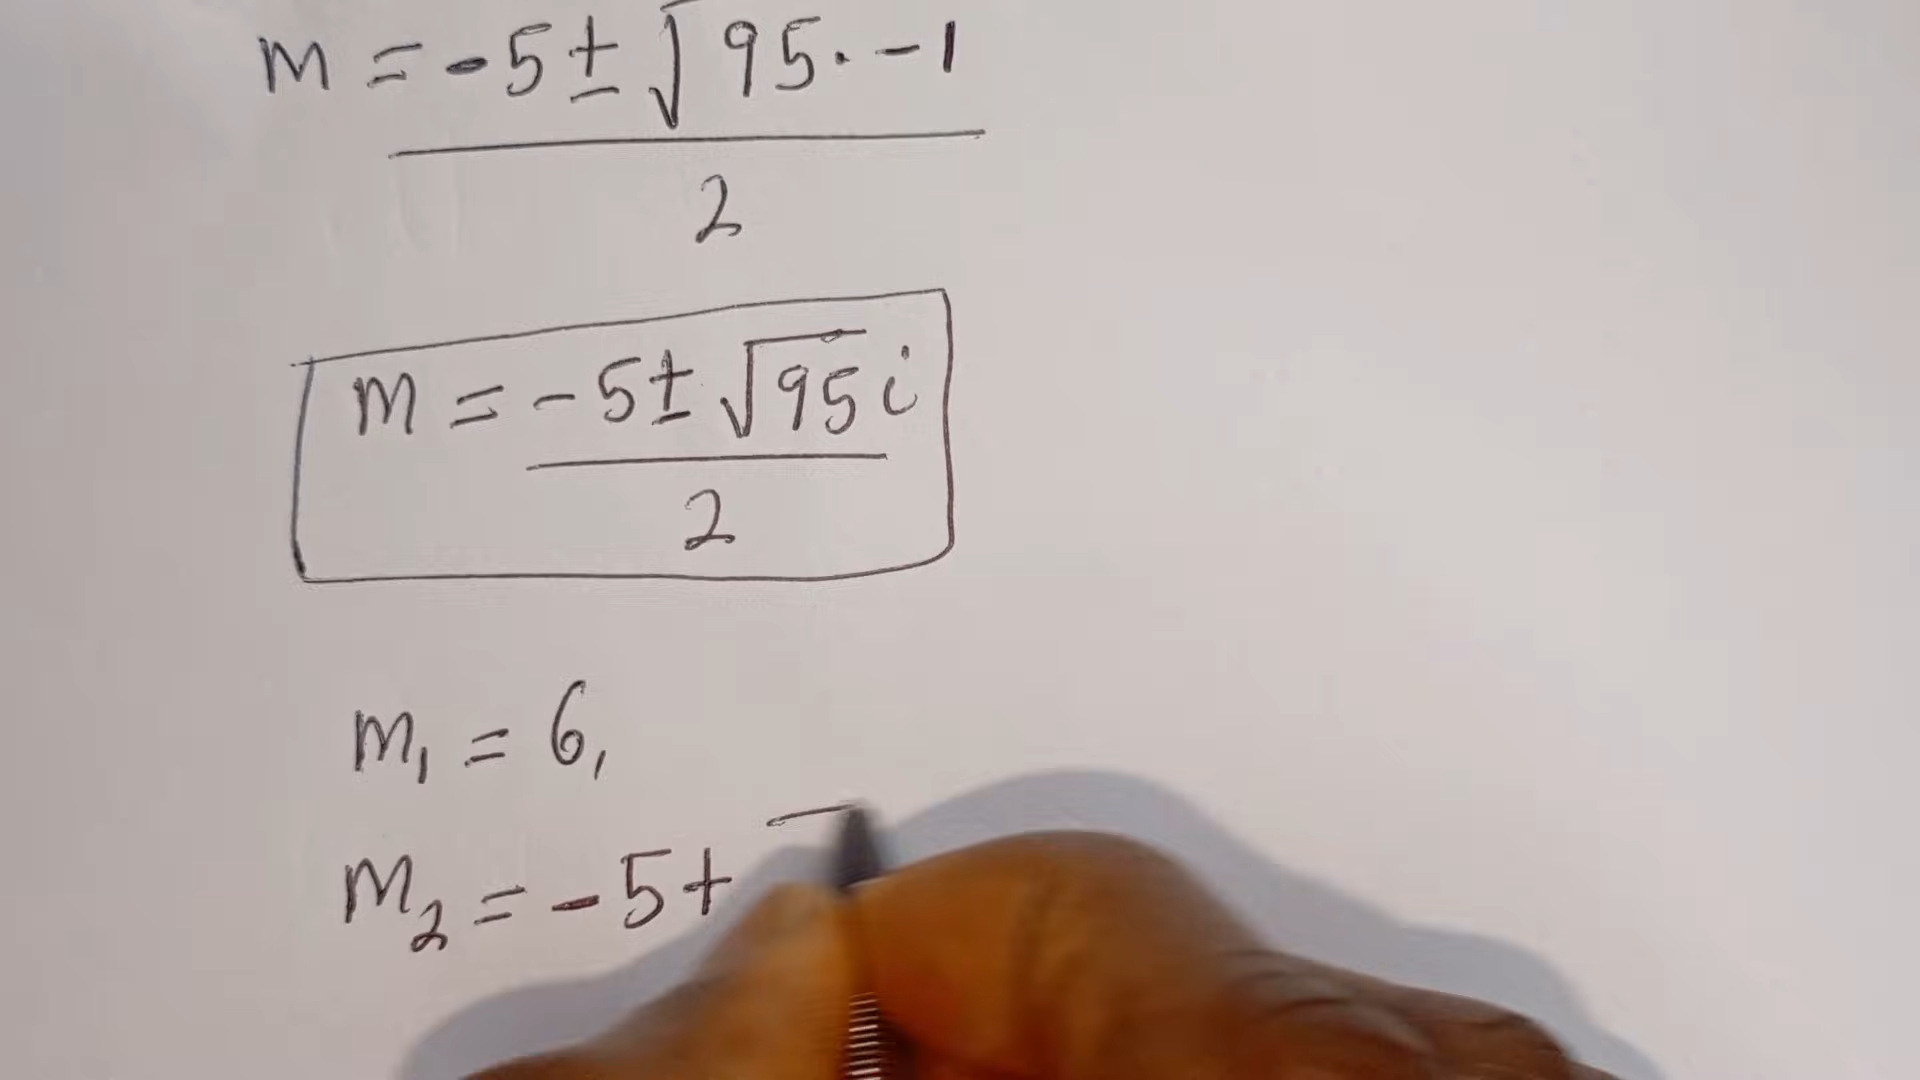 m = -5 ± √95 · -1
2
m = -5 ± √95 i
2
m₁ = 6,
m₂ = -5 +